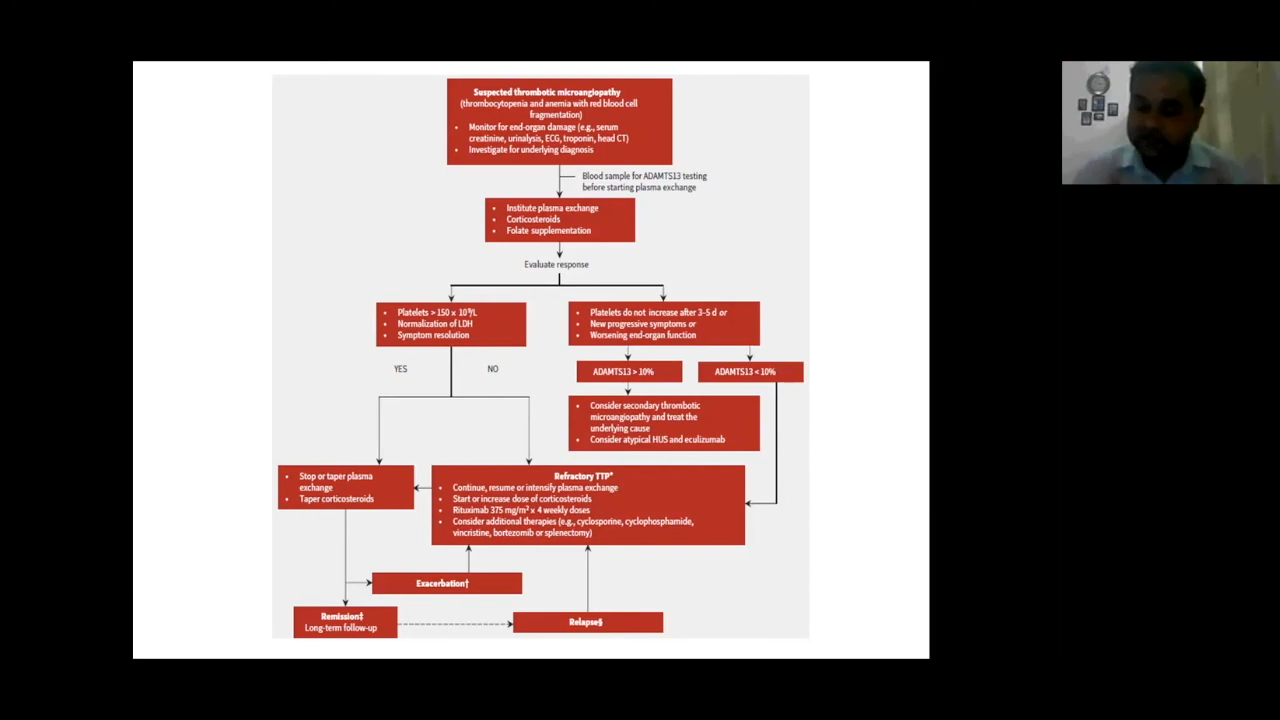 Suspected thrombotic microangiopathy
(thrombocytopenia and anemia with red blood cell
fragmentation)
• Monitor for end-organ damage (e.g., serum
creatinine, urinalysis, ECG, troponin, head CT)
• Investigate for underlying diagnosis
Blood sample for ADAMTS13 testing
before starting plasma exchange
• Institute plasma exchange
• Corticosteroids
• Folate supplementation
Evaluate response
• Platelets > 150 × 10⁹/L
• Normalization of LDH
• Symptom resolution
• Platelets do not increase after 3–5 d or
• New progressive symptoms or
• Worsening end-organ function
YES
NO
ADAMTS13 > 10%
ADAMTS13 < 10%
• Consider secondary thrombotic
microangiopathy and treat the
underlying cause
• Consider atypical HUS and eculizumab
• Stop or taper plasma
exchange
• Taper corticosteroids
Refractory TTP*
• Continue, resume or intensify plasma exchange
• Start or increase dose of corticosteroids
• Rituximab 375 mg/m² × 4 weekly doses
• Consider additional therapies (e.g., cyclosporine, cyclophosphamide,
vincristine, bortezomib or splenectomy)
Exacerbation†
Remission‡
Long-term follow-up
Relapse§